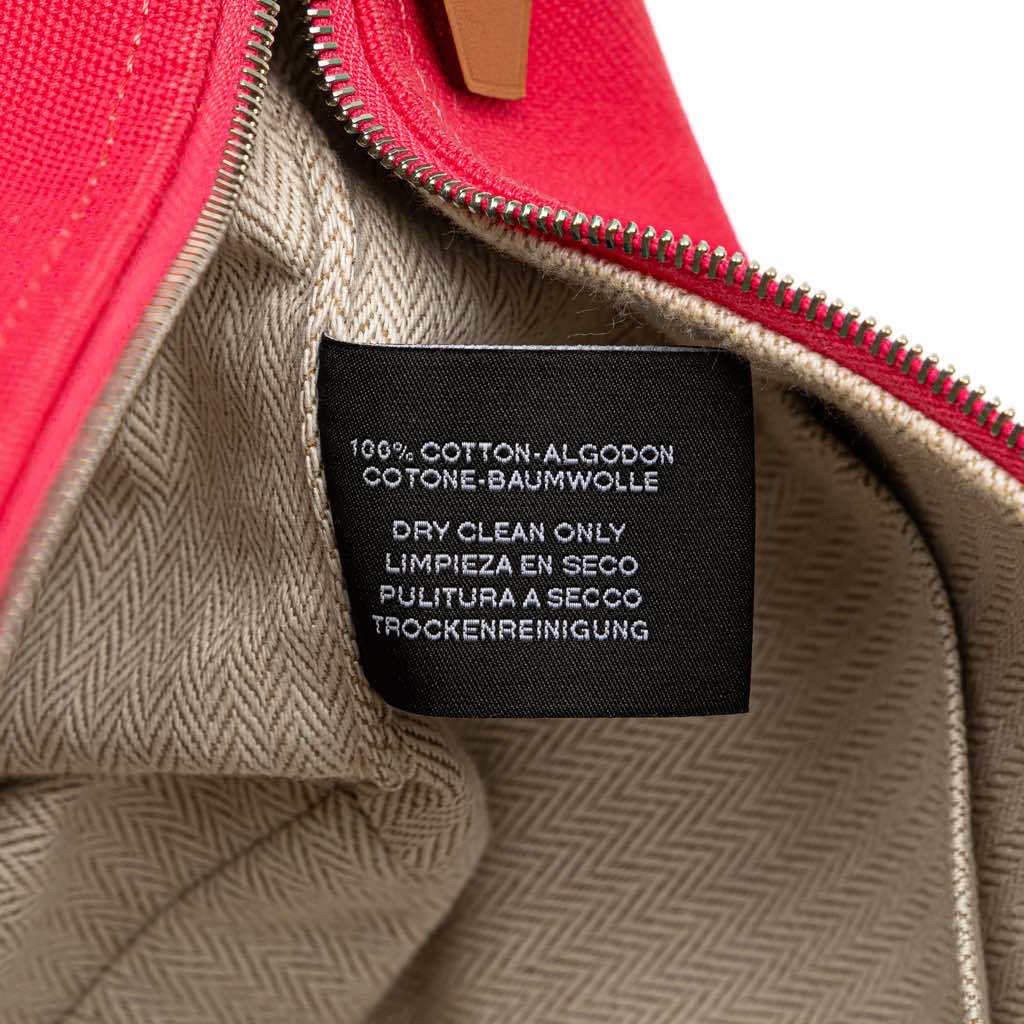 100% COTTON-ALGODON
COTONE-BAUMWOLLE
DRY CLEAN ONLY
LIMPIEZA EN SECO
PULITURA A SECCO
TROCKENREINIGUNG